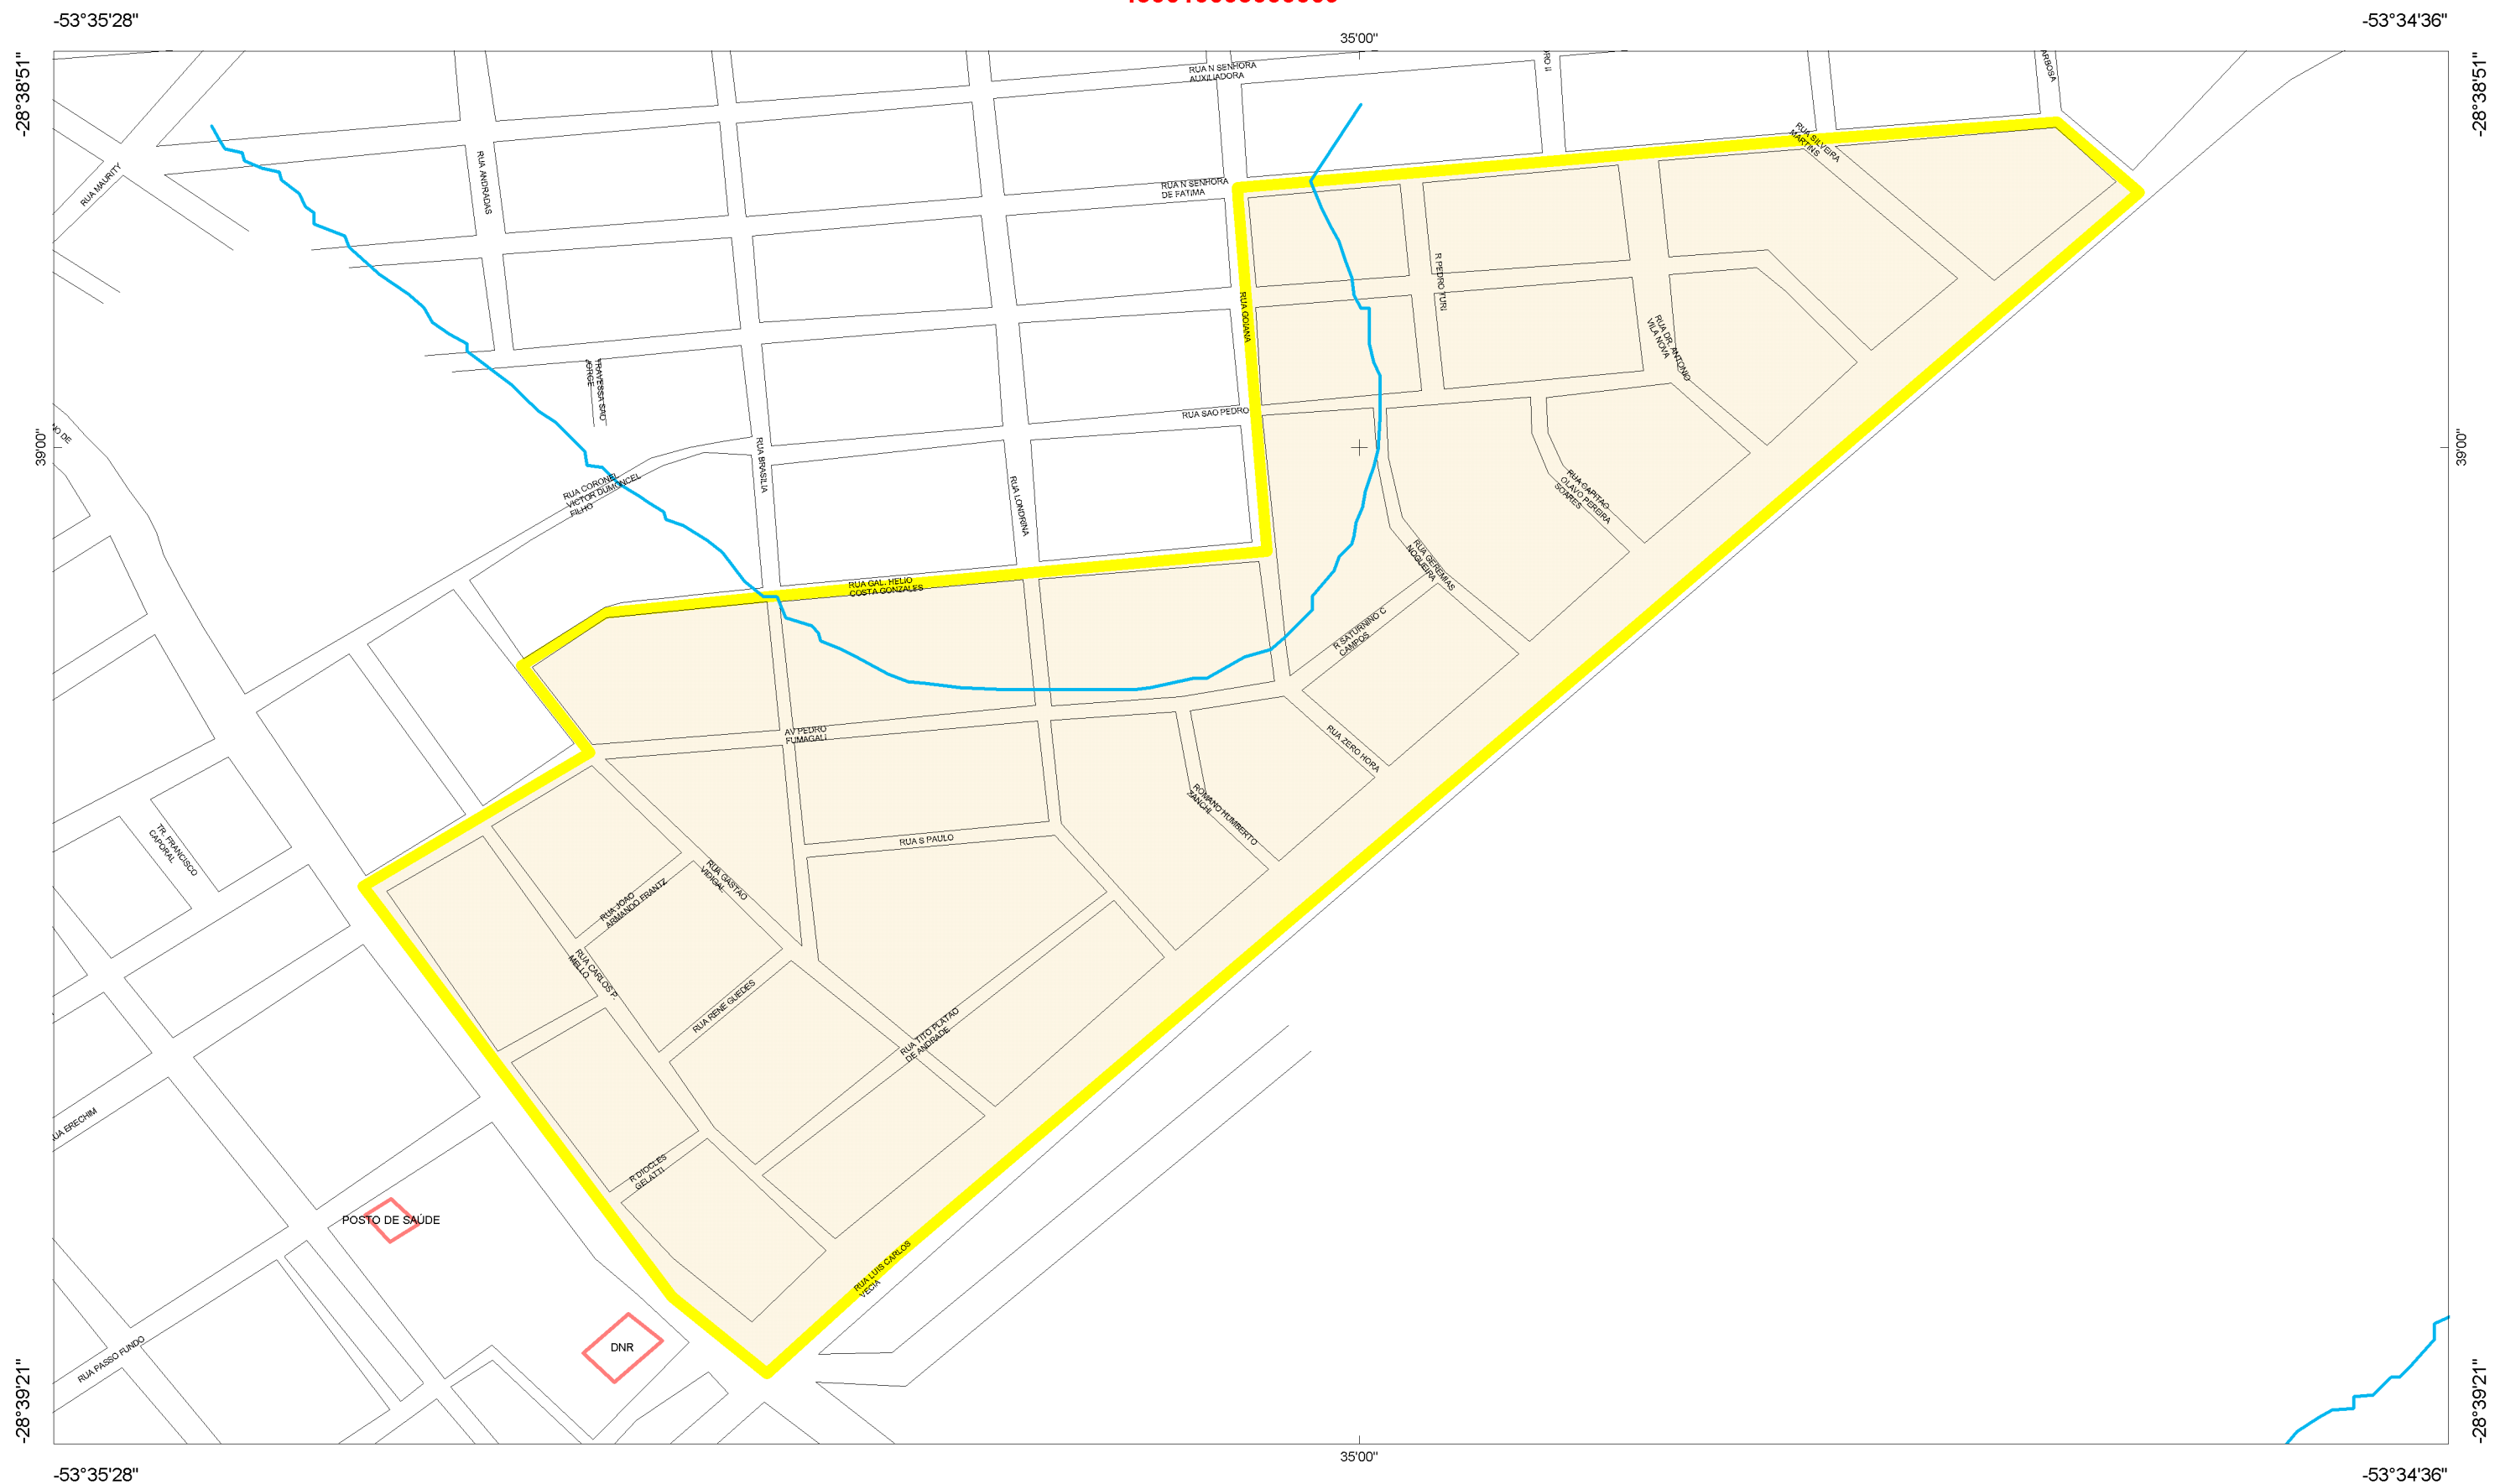 -53°35'28"
-53°34'36"
35'00"
-28°38'51"
-28°38'51"
RUA N SENHORA
AUXILIADORA
RUA MAURITY
RUA ANDRADAS
RUA N SENHORA
DE FATIMA
RUA SILVEIRA
MARTINS
RUA GOIANA
R PEDRO TURI
RUA DR. ANTONIO
VILA NOVA
TRAVESSA SAO
JORGE
RUA SAO PEDRO
39'00"
39'00"
RUA BRASILIA
RUA LONDRINA
RUA CORONEL
VICTOR DUMONCEL
FILHO
RUA CAPITAO
OLAVO PEREIRA
SOARES
RUA GEREMIAS
NOGUEIRA
RUA GAL. HELIO
COSTA GONZALES
R SATURNINO C
CAMPOS
AV PEDRO
FUMAGALI
RUA ZERO HORA
ROMANO HUMBERTO
ZANCHI
TR. FRANCISCO
CAPORAL
RUA S PAULO
RUA GASTAO
VIDIGAL
RUA JOAO
ARMANDO FRANTZ
RUA CARLOS P.
MELLO
RUA RENE GUEDES
RUA TITO PLATAO
DE ANDRADE
UA ERECHIM
R DIOCLES
GELATTI
POSTO DE SAÚDE
RUA LUIS CARLOS
VECIA
DNR
RUA PASSO FUNDO
-28°39'21"
-28°39'21"
35'00"
-53°35'28"
-53°34'36"